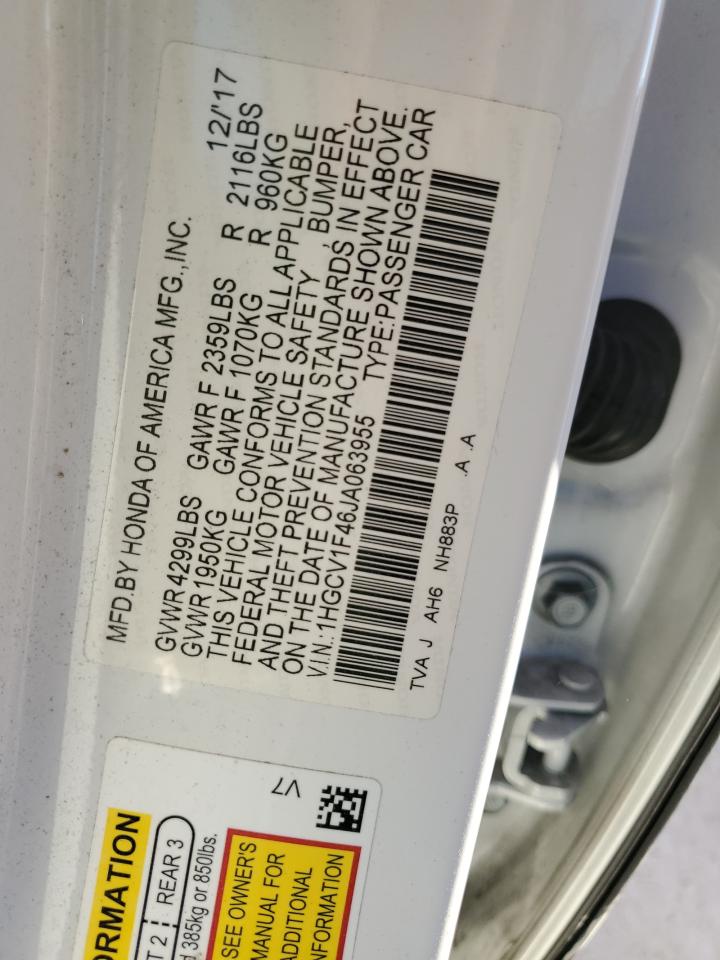 MFD.BY HONDA OF AMERICA MFG.,INC. 12/'17
GVWR 4299LBS GAWR F 2359LBS R 2116LBS
GVWR 1950KG GAWR F 1070KG R 960KG
THIS VEHICLE CONFORMS TO ALL APPLICABLE
FEDERAL MOTOR VEHICLE SAFETY , BUMPER,
AND THEFT PREVENTION STANDARDS IN EFFECT
ON THE DATE OF MANUFACTURE SHOWN ABOVE.
V.I.N.:1HGCV1F46JA063955 TYPE:PASSENGER CAR
TVA J AH6 NH883P .A .A
V7
ORMATION
T 2 REAR 3
d 385kg or 850lbs.
SEE OWNER'S
MANUAL FOR
ADDITIONAL
INFORMATION